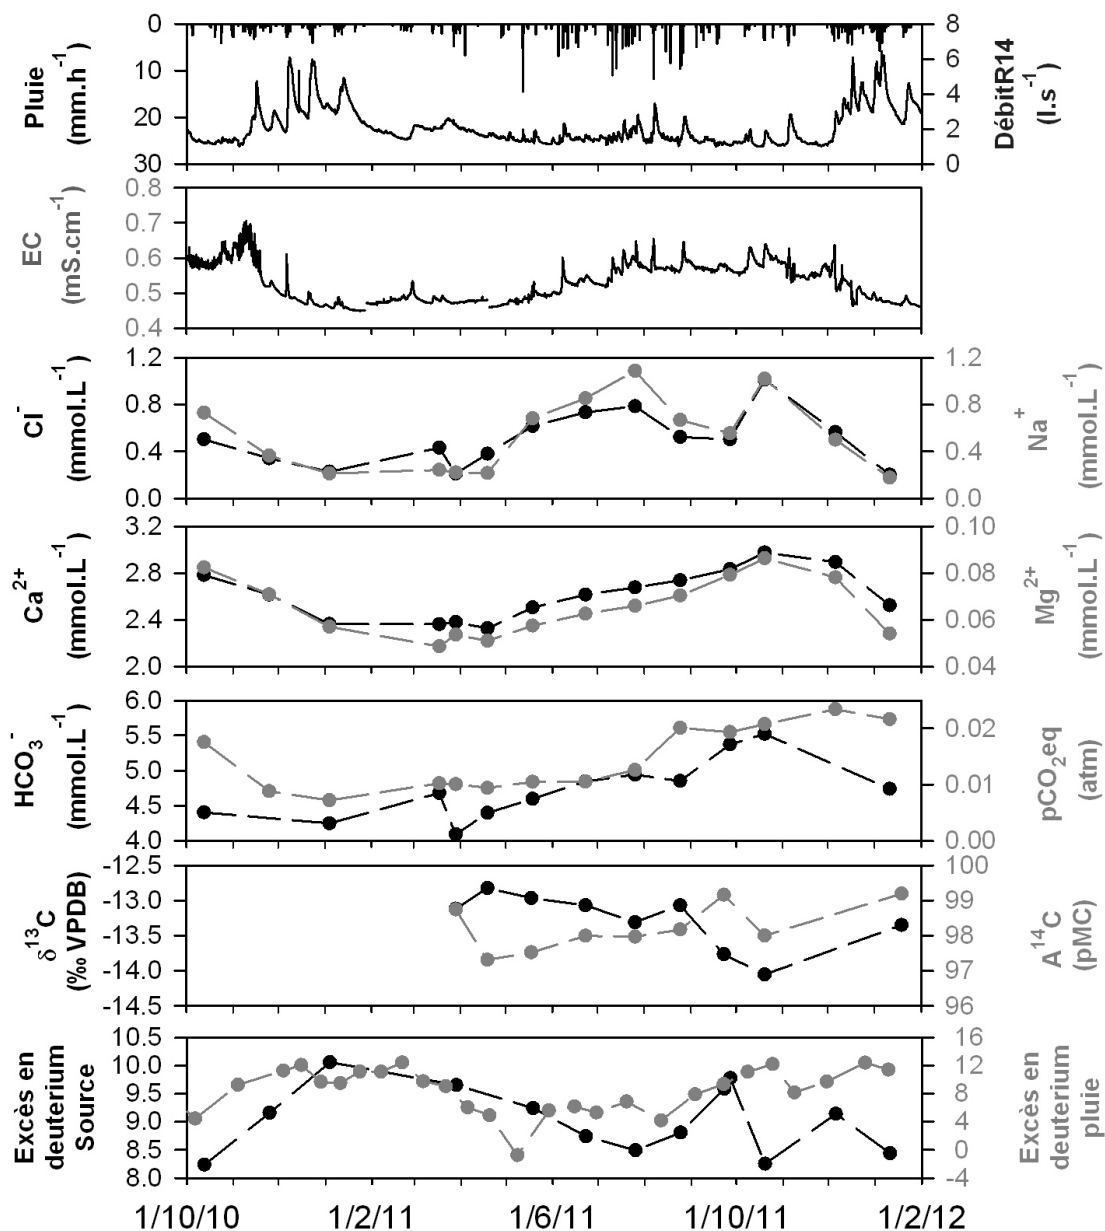 0
10
20
30
Pluie
(mm.h⁻¹)
8
6
4
2
0
DébitR14
(l.s⁻¹)
0.8
0.7
0.6
0.5
0.4
EC
(mS.cm⁻¹)
1.2
0.8
0.4
0.0
Cl⁻
(mmol.L⁻¹)
1.2
0.8
0.4
0.0
Na⁺
(mmol.L⁻¹)
3.2
2.8
2.4
2.0
Ca²⁺
(mmol.L⁻¹)
0.10
0.08
0.06
0.04
Mg²⁺
(mmol.L⁻¹)
6.0
5.5
5.0
4.5
4.0
HCO₃⁻
(mmol.L⁻¹)
0.02
0.01
0.00
pCO₂eq
(atm)
-12.5
-13.0
-13.5
-14.0
-14.5
δ¹³C
(‰ VPDB)
100
99
98
97
96
A¹⁴C
(pMC)
10.5
10.0
9.5
9.0
8.5
8.0
Excès en
deuterium
Source
16
12
8
4
0
-4
Excès en
deuterium
pluie
1/10/10 1/2/11 1/6/11 1/10/11 1/2/12